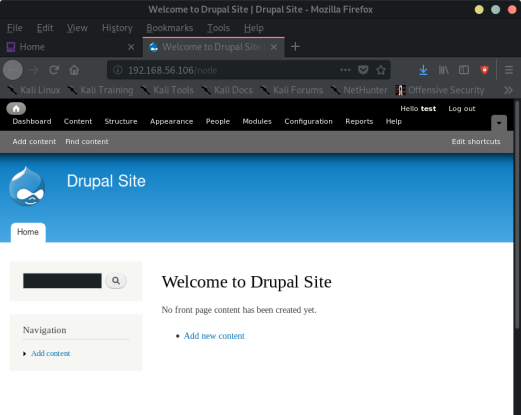 Welcome to Drupal Site | Drupal Site - Mozilla Firefox
File Edit View History Bookmarks Tools Help
Home
Welcome to Drupal Site
192.168.56.106/node
Kali Linux Kali Training Kali Tools Kali Docs Kali Forums NetHunter Offensive Security
Hello test Log out
Dashboard Content Structure Appearance People Modules Configuration Reports Help
Add content Find content Edit shortcuts
Drupal Site
Home
Welcome to Drupal Site
No front page content has been created yet.
Add new content
Navigation
Add content